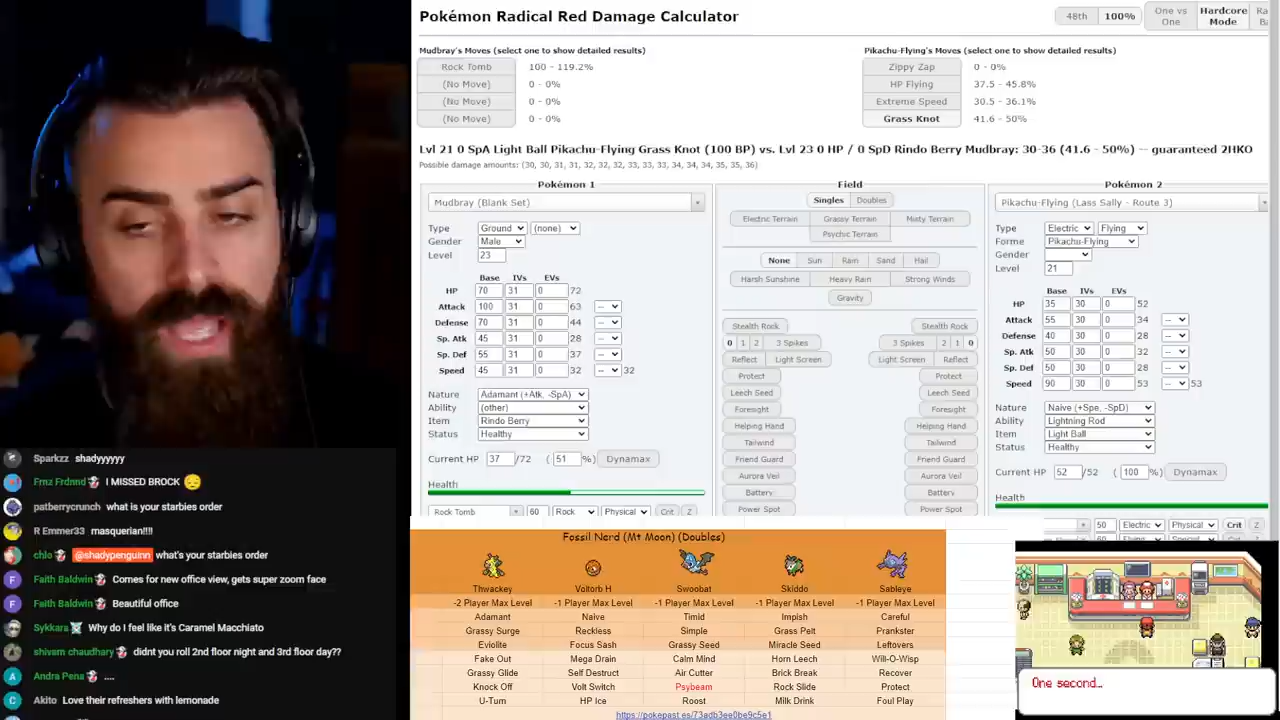 Pokémon Radical Red Damage Calculator
48th 100%
One vs One
Hardcore Mode
Mudbray's Moves (select one to show detailed results)
Rock Tomb 100 - 119.2%
(No Move) 0 - 0%
(No Move) 0 - 0%
(No Move) 0 - 0%
Pikachu-Flying's Moves (select one to show detailed results)
Zippy Zap 0 - 0%
HP Flying 37.5 - 45.8%
Extreme Speed 30.5 - 36.1%
Grass Knot 41.6 - 50%
Lvl 21 0 SpA Light Ball Pikachu-Flying Grass Knot (100 BP) vs. Lvl 23 0 HP / 0 SpD Rindo Berry Mudbray: 30-36 (41.6 - 50%) -- guaranteed 2HKO
Possible damage amounts: (30, 30, 31, 31, 32, 32, 32, 33, 33, 33, 34, 34, 34, 35, 35, 36)
Pokémon 1
Mudbray (Blank Set)
Type Ground (none)
Gender Male
Level 23
Base IVs EVs
HP 70 31 0 72
Attack 100 31 0 63 --
Defense 70 31 0 44 --
Sp. Atk 45 31 0 28 --
Sp. Def 55 31 0 37 --
Speed 45 31 0 32 -- 32
Nature Adamant (+Atk, -SpA)
Ability (other)
Item Rindo Berry
Status Healthy
Current HP 37 /72 ( 51 %) Dynamax
Health
Rock Tomb 60 Rock Physical Crit Z
Field
Singles Doubles
Electric Terrain Grassy Terrain Misty Terrain
Psychic Terrain
None Sun Rain Sand Hail
Harsh Sunshine Heavy Rain Strong Winds
Gravity
Stealth Rock Stealth Rock
0 1 2 3 Spikes 3 Spikes 2 1 0
Reflect Light Screen Light Screen Reflect
Protect Protect
Leech Seed Leech Seed
Foresight Foresight
Helping Hand Helping Hand
Tailwind Tailwind
Friend Guard Friend Guard
Aurora Veil Aurora Veil
Battery Battery
Power Spot Power Spot
Pokémon 2
Pikachu-Flying (Lass Sally - Route 3)
Type Electric Flying
Forme Pikachu-Flying
Gender
Level 21
Base IVs EVs
HP 35 30 0 52
Attack 55 30 0 34 --
Defense 40 30 0 28 --
Sp. Atk 50 30 0 32 --
Sp. Def 50 30 0 28 --
Speed 90 30 0 53 -- 53
Nature Naive (+Spe, -SpD)
Ability Lightning Rod
Item Light Ball
Status Healthy
Current HP 52 /52 ( 100 %) Dynamax
Health
50 Electric Physical Crit Z
Sparkzz shadyyyyy
Frnz Frdnnd I MISSED BROCK
patberrycrunch what is your starbies order
R Emmer33 masquerian!!!!
chlo @shadypenguinn what's your starbies order
Faith Baldwin Comes for new office view, gets super zoom face
Faith Baldwin Beautiful office
Sykkara Why do I feel like it's Caramel Macchiato
shivam chaudhary didnt you roll 2nd floor night and 3rd floor day??
Andra Pena ....
Akito Love their refreshers with lemonade
Fossil Nerd (Mt Moon) (Doubles)
Thwackey Voltorb H Swoobat Skiddo Sableye
-2 Player Max Level -1 Player Max Level -1 Player Max Level -1 Player Max Level -1 Player Max Level
Adamant Naive Timid Impish Careful
Grassy Surge Reckless Simple Grass Pelt Prankster
Eviolite Focus Sash Grassy Seed Miracle Seed Leftovers
Fake Out Mega Drain Calm Mind Horn Leech Will-O-Wisp
Grassy Glide Self Destruct Air Cutter Brick Break Recover
Knock Off Volt Switch Psybeam Rock Slide Protect
U-Turn HP Ice Roost Milk Drink Foul Play
https://pokepast.es/73adb3ee0be9c5e1
One second...